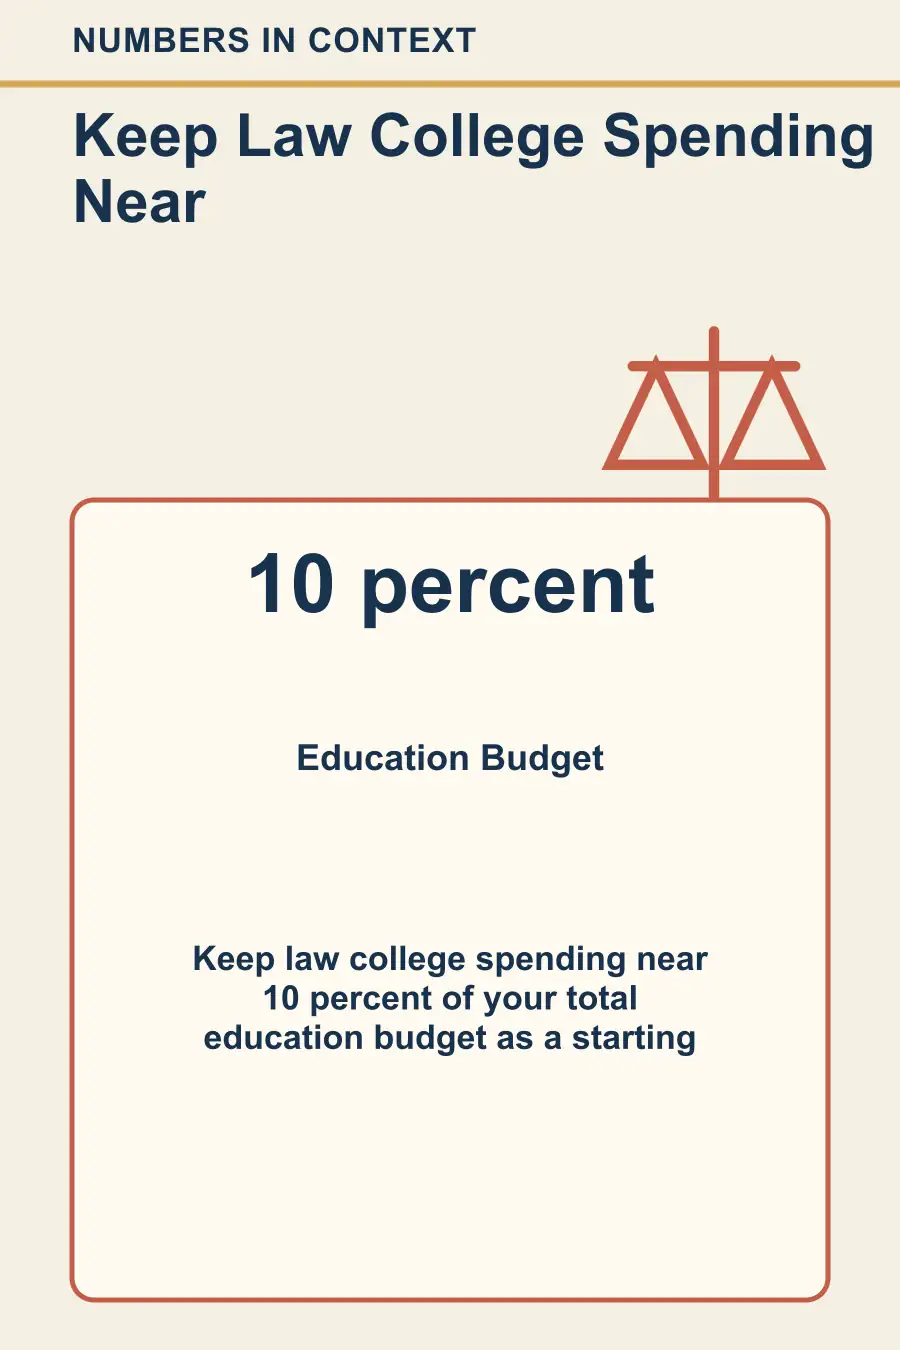 NUMBERS IN CONTEXT
Keep Law College Spending
Near
10 percent
Education Budget
Keep law college spending near
10 percent of your total
education budget as a starting